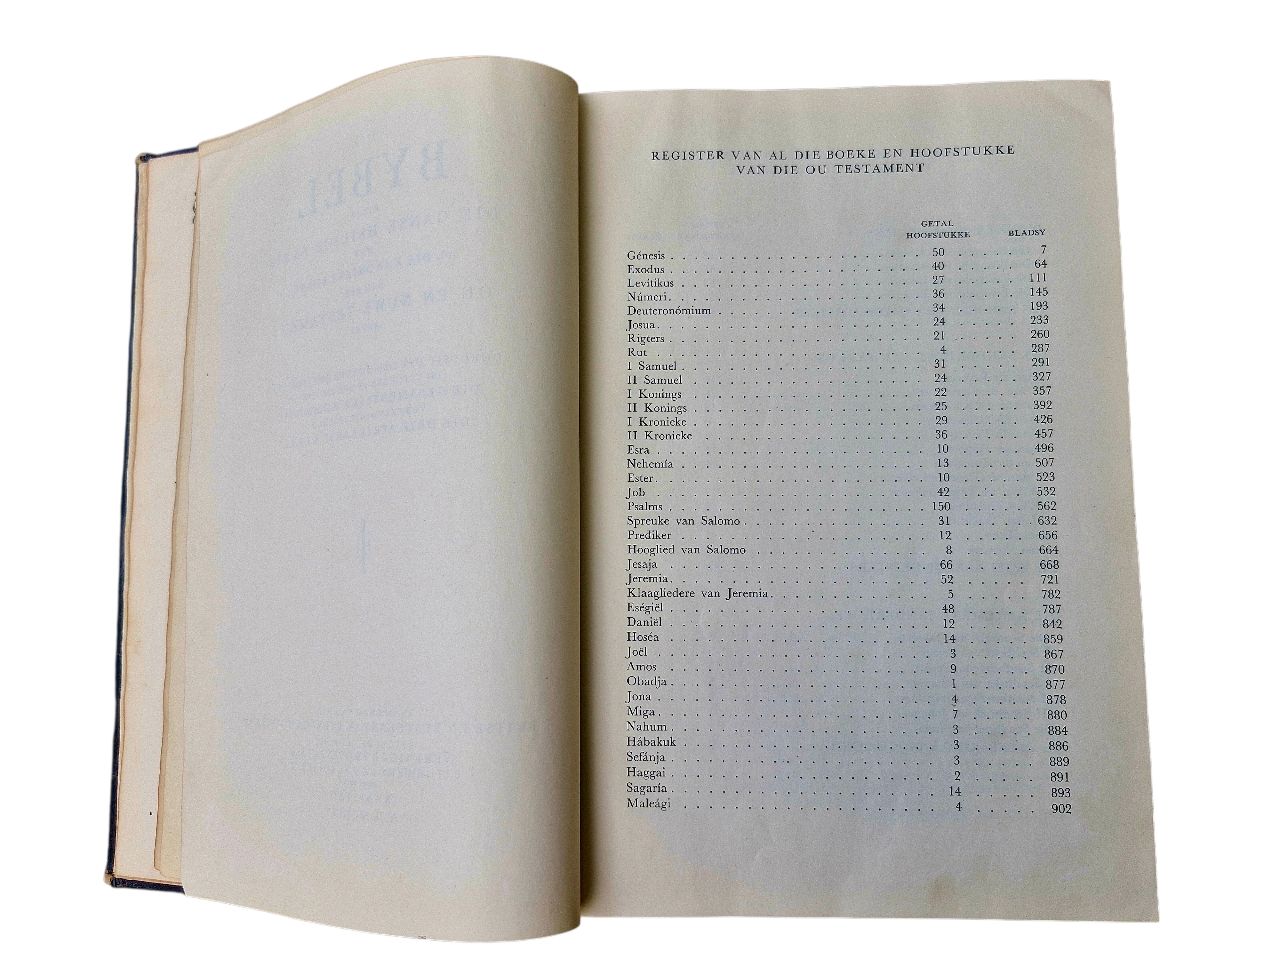 BYBEL
REGISTER VAN AL DIE BOEKE EN HOOFSTUKKE
VAN DIE OU TESTAMENT
GETAL
HOOFSTUKKE BLADSY
Génesis . . . 50 . . . 7
Exodus . . . 40 . . . 64
Levítikus . . . 27 . . . 111
Númeri . . . 36 . . . 145
Deuteronómium . . . 34 . . . 193
Josua . . . 24 . . . 233
Rigters . . . 21 . . . 260
Rut . . . 4 . . . 287
I Samuel . . . 31 . . . 291
II Samuel . . . 24 . . . 327
I Konings . . . 22 . . . 357
II Konings . . . 25 . . . 392
I Kronieke . . . 29 . . . 426
II Kronieke . . . 36 . . . 457
Esra . . . 10 . . . 496
Nehemía . . . 13 . . . 507
Ester . . . 10 . . . 523
Job . . . 42 . . . 532
Psalms . . . 150 . . . 562
Spreuke van Salomo . . . 31 . . . 632
Prediker . . . 12 . . . 656
Hooglied van Salomo . . . 8 . . . 664
Jesaja . . . 66 . . . 668
Jeremia . . . 52 . . . 721
Klaagliedere van Jeremia . . . 5 . . . 782
Eségiël . . . 48 . . . 787
Daniël . . . 12 . . . 842
Hoséa . . . 14 . . . 859
Joël . . . 3 . . . 867
Amos . . . 9 . . . 870
Obadja . . . 1 . . . 877
Jona . . . 4 . . . 878
Miga . . . 7 . . . 880
Nahum . . . 3 . . . 884
Hábakuk . . . 3 . . . 886
Sefánja . . . 3 . . . 889
Haggai . . . 2 . . . 891
Sagaría . . . 14 . . . 893
Maleági . . . 4 . . . 902